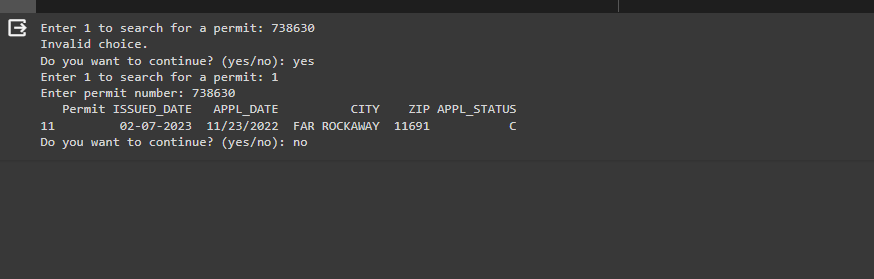 Enter 1 to search for a permit: 738630
Invalid choice.
Do you want to continue? (yes/no): yes
Enter 1 to search for a permit: 1
Enter permit number: 738630
Permit ISSUED_DATE APPL_DATE CITY ZIP APPL_STATUS
11 02-07-2023 11/23/2022 FAR ROCKAWAY 11691 C
Do you want to continue? (yes/no): no